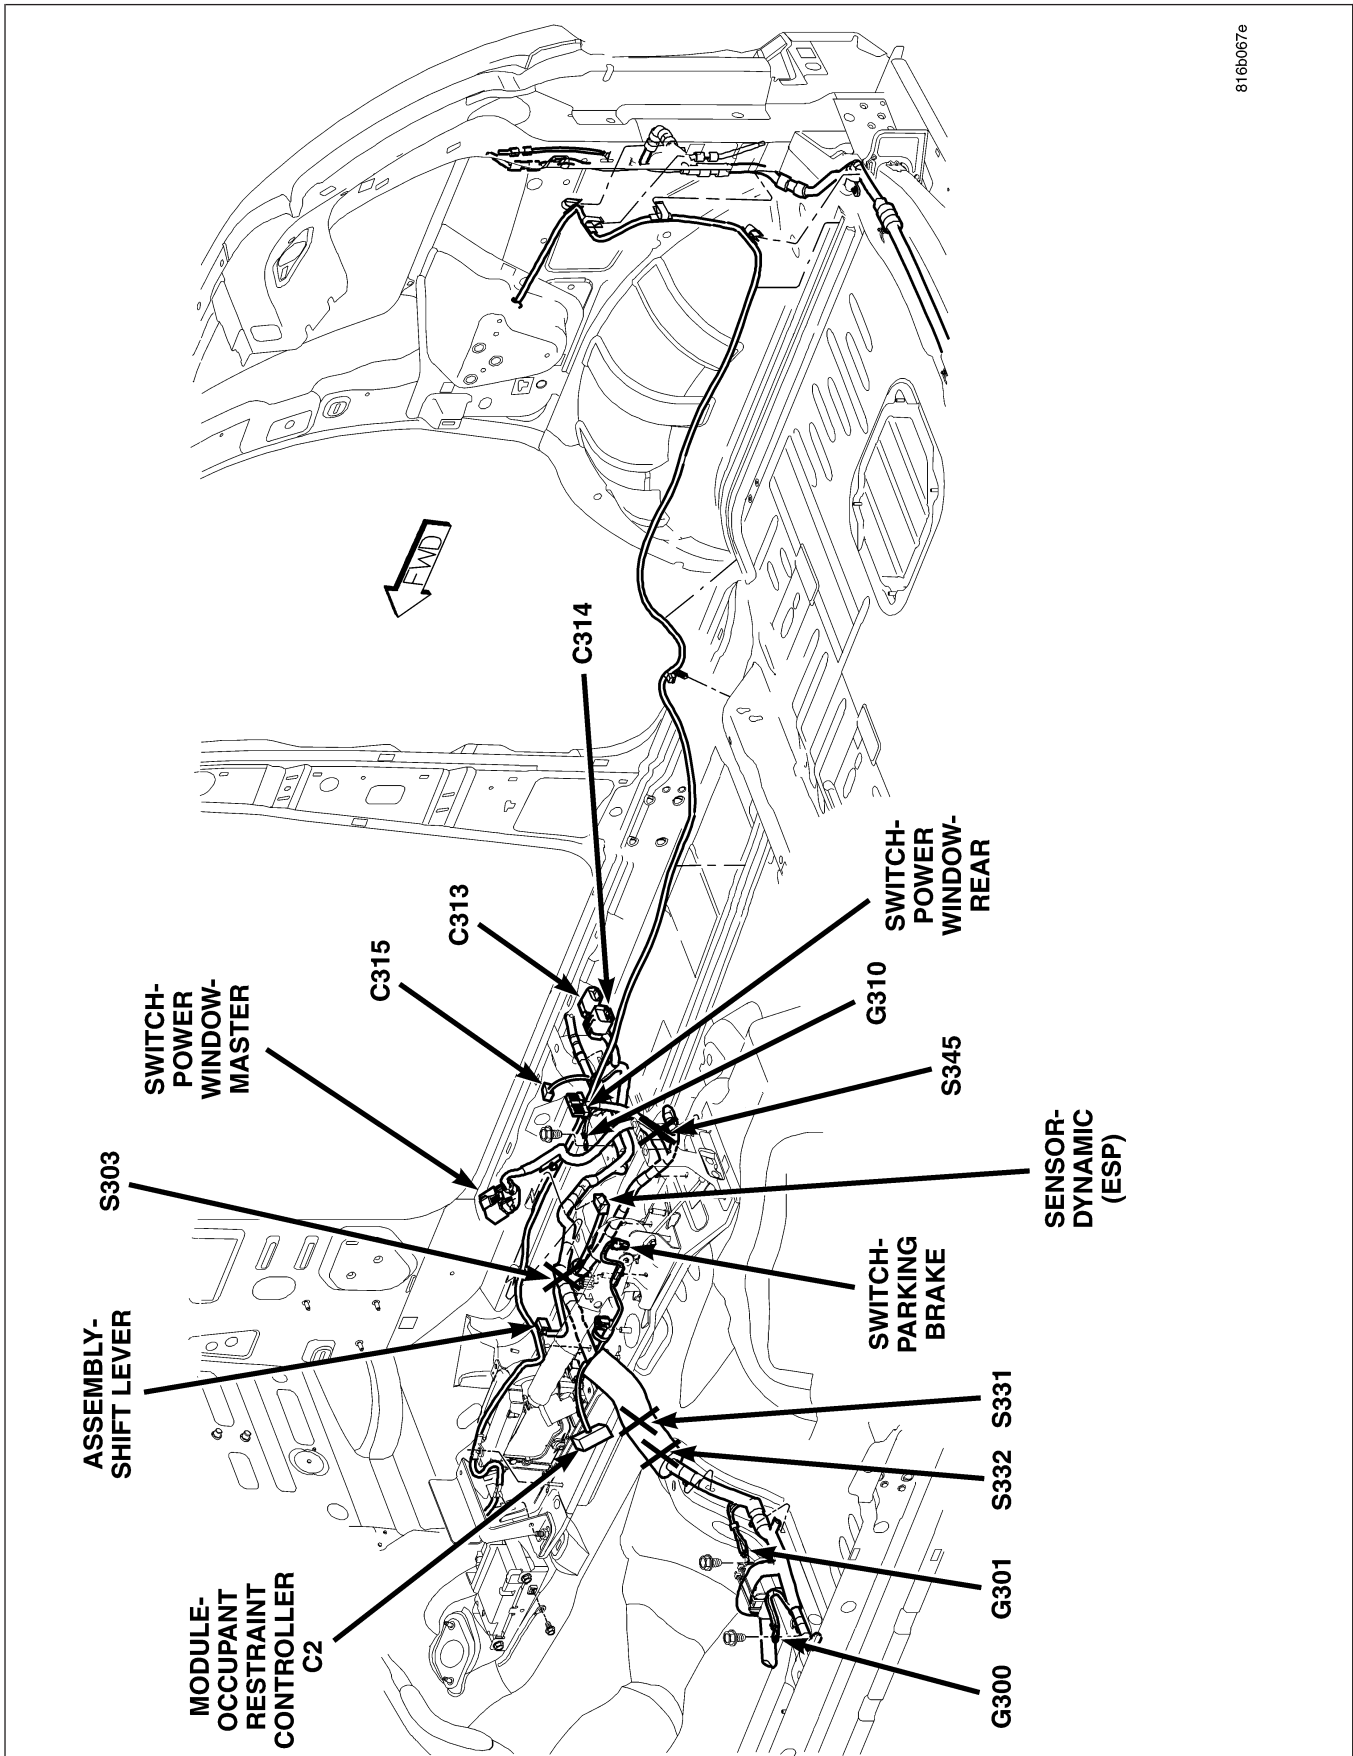 816b067e
FWD
C314
SWITCH-
POWER
WINDOW-
REAR
C313
C315
G310
SWITCH-
POWER
WINDOW-
MASTER
S345
SENSOR-
DYNAMIC
(ESP)
S303
SWITCH-
PARKING
BRAKE
ASSEMBLY-
SHIFT LEVER
S331
S332
G301
G300
MODULE-
OCCUPANT
RESTRAINT
CONTROLLER
C2